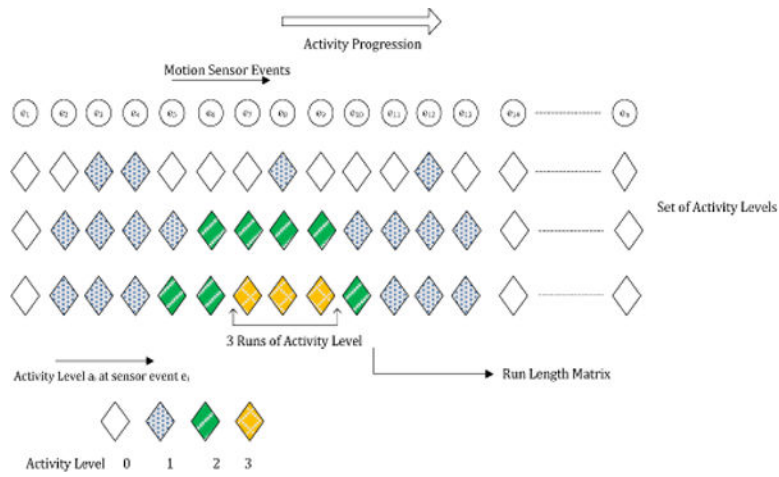 Activity Progression
Motion Sensor Events
e₁ e₂ e₃ e₄ e₅ e₆ e₇ e₈ e₉ e₁₀ e₁₁ e₁₂ e₁₃ e₁₄ eₙ
Set of Activity Levels
3 Runs of Activity Level
Activity Level aᵢ at sensor event eᵢ
Run Length Matrix
Activity Level 0 1 2 3